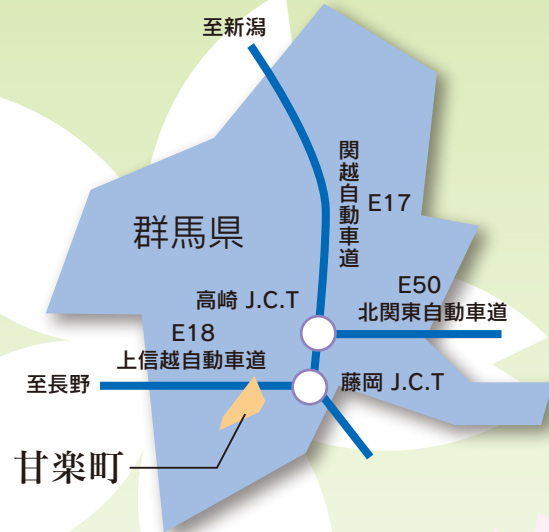 至新潟
関越自動車道
E17
群馬県
高崎 J.C.T
E50
北関東自動車道
E18
上信越自動車道
至長野
藤岡 J.C.T
甘楽町